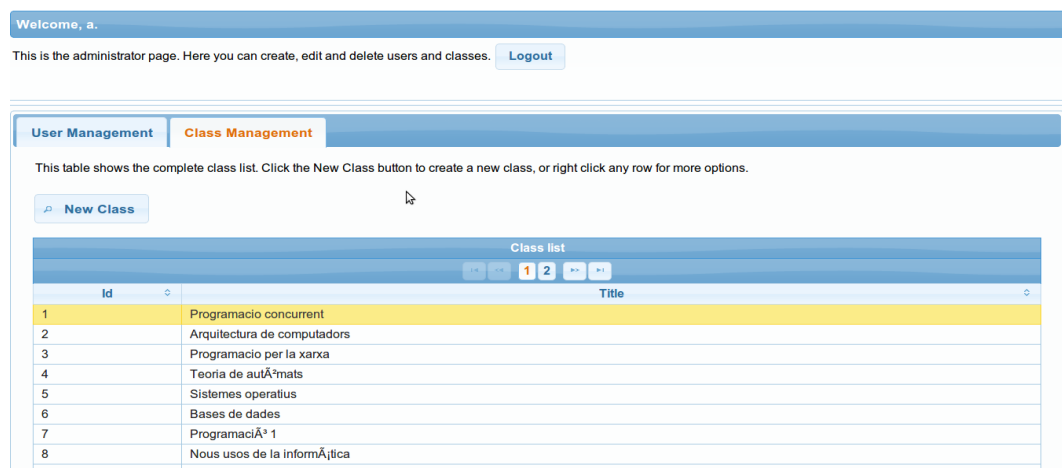 Welcome, a.
This is the administrator page. Here you can create, edit and delete users and classes. Logout
User Management Class Management
This table shows the complete class list. Click the New Class button to create a new class, or right click any row for more options.
New Class
Class list
1 2
Id Title
1 Programacio concurrent
2 Arquitectura de computadors
3 Programacio per la xarxa
4 Teoria de autÃ²mats
5 Sistemes operatius
6 Bases de dades
7 ProgramaciÃ³ 1
8 Nous usos de la informÃ¡tica